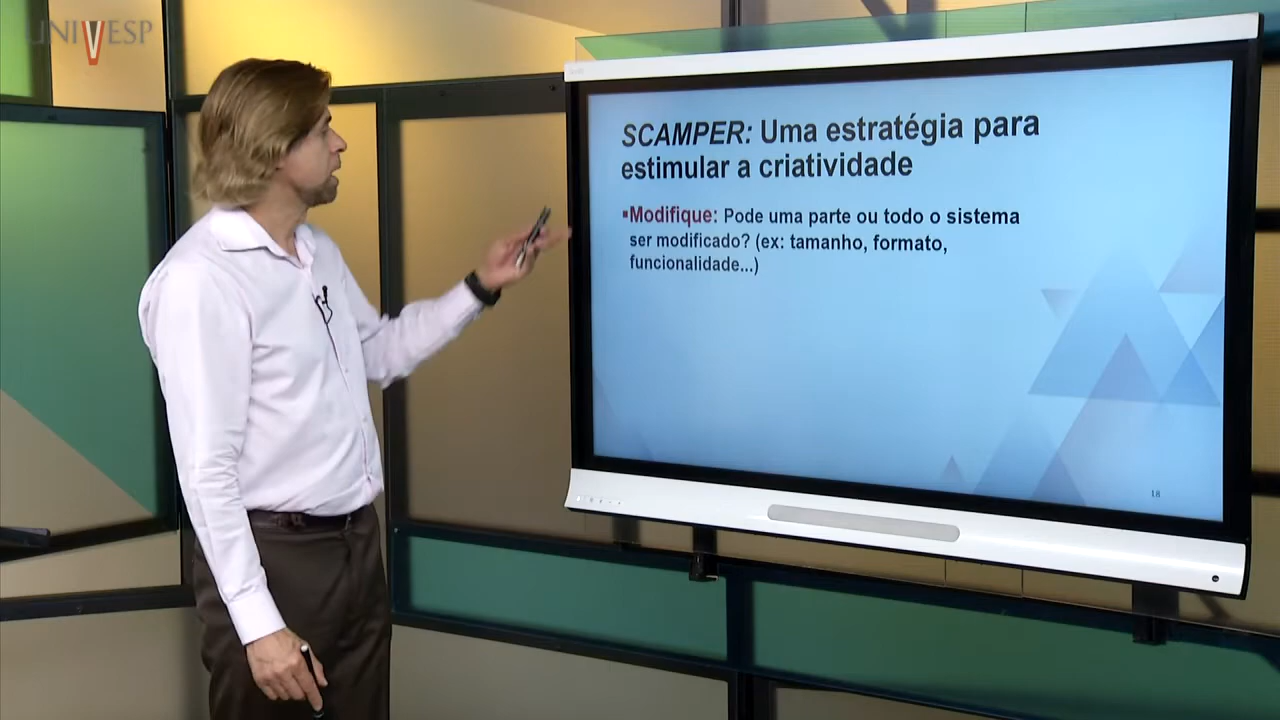 UNIVESP
SCAMPER: Uma estratégia para
estimular a criatividade
▪Modifique: Pode uma parte ou todo o sistema
ser modificado? (ex: tamanho, formato,
funcionalidade...)
18